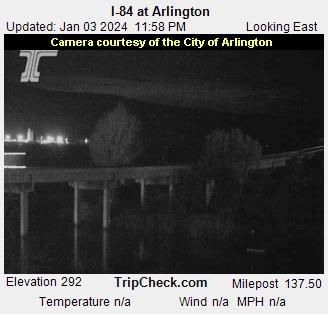 I-84 at Arlington
Updated: Jan 03 2024 11:58 PM Looking East
Camera courtesy of the City of Arlington
Elevation 292 TripCheck.com Milepost 137.50
Temperature n/a Wind n/a MPH n/a